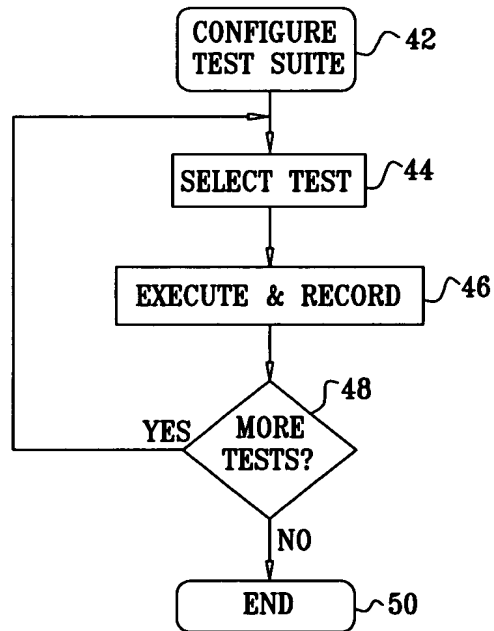 CONFIGURE
TEST SUITE
42
SELECT TEST
44
EXECUTE & RECORD
46
48
MORE
TESTS?
YES
NO
END
50